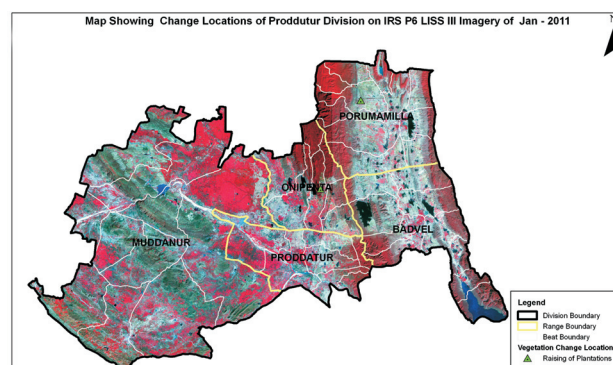 Map Showing Change Locations of Proddutur Division on IRS P6 LISS III Imagery of Jan - 2011
N
PORUMAMILLA
ONIPENTA
BADVEL
MUDDANUR
PRODDATUR
Legend
Division Boundary
Range Boundary
Beat Boundary
Vegetation Change Location
Raising of Plantations